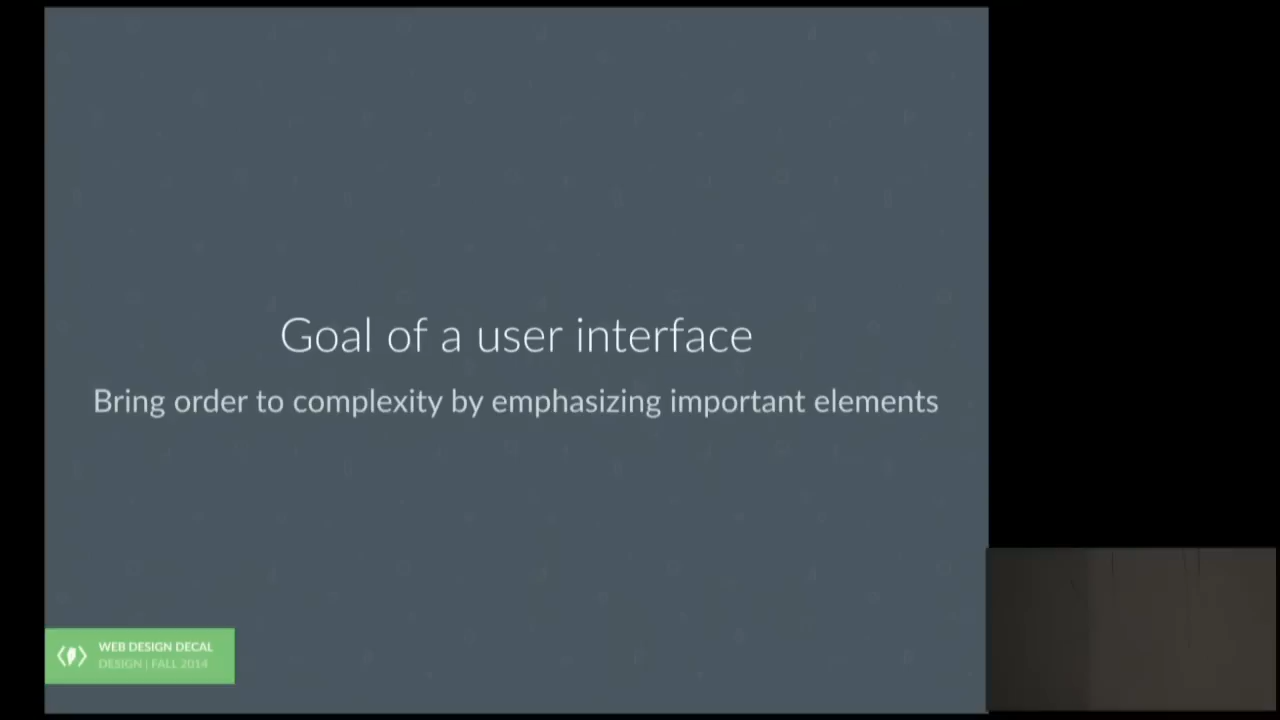 Goal of a user interface
Bring order to complexity by emphasizing important elements
WEB DESIGN DECAL
DESIGN | FALL 2014